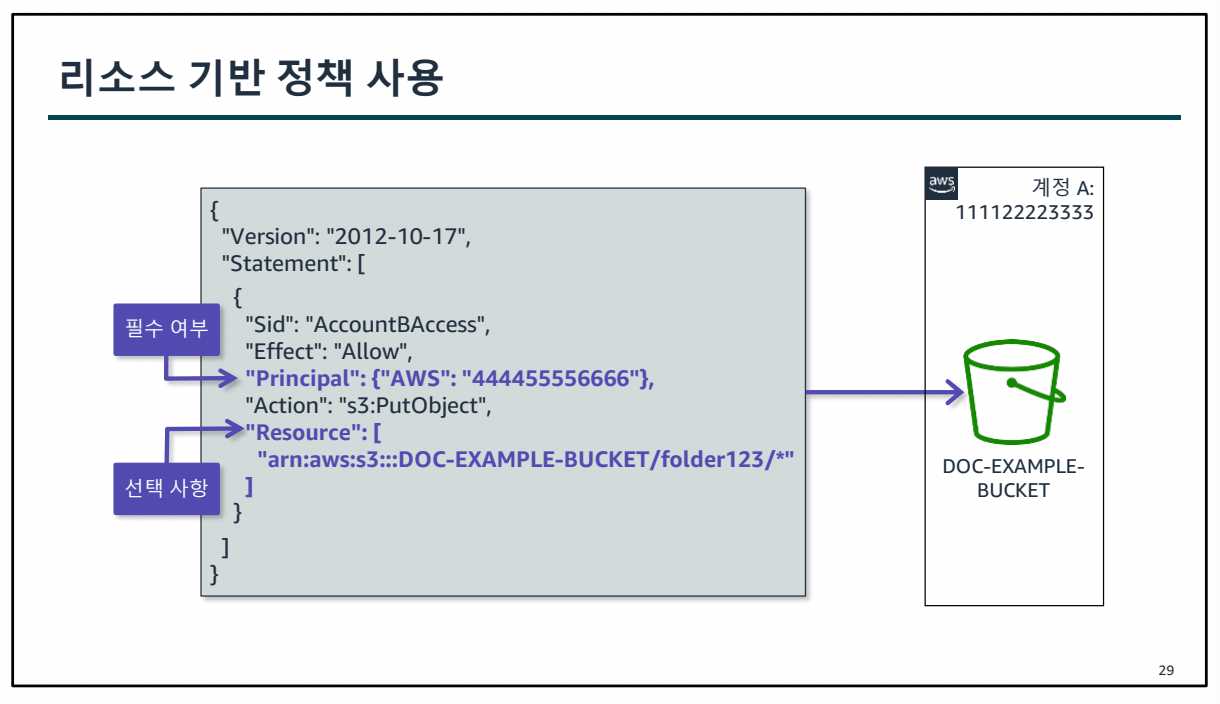 리소스 기반 정책 사용
{
"Version": "2012-10-17",
"Statement": [
{
"Sid": "AccountBAccess",
"Effect": "Allow",
"Principal": {"AWS": "444455556666"},
"Action": "s3:PutObject",
"Resource": [
"arn:aws:s3:::DOC-EXAMPLE-BUCKET/folder123/*"
]
}
]
}
필수 여부
선택 사항
aws
계정 A:
111122223333
DOC-EXAMPLE-
BUCKET
29